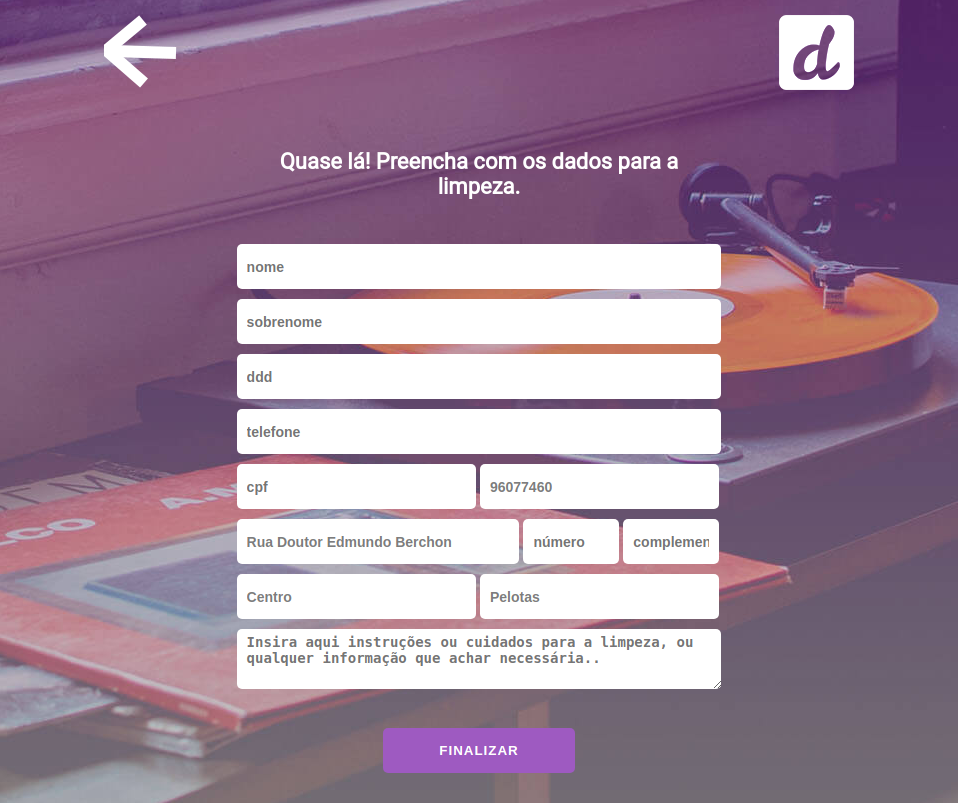 d
Quase lá! Preencha com os dados para a
limpeza.
nome
sobrenome
ddd
telefone
cpf 96077460
Rua Doutor Edmundo Berchon número complemen
Centro Pelotas
Insira aqui instruções ou cuidados para a limpeza, ou
qualquer informação que achar necessária..
FINALIZAR